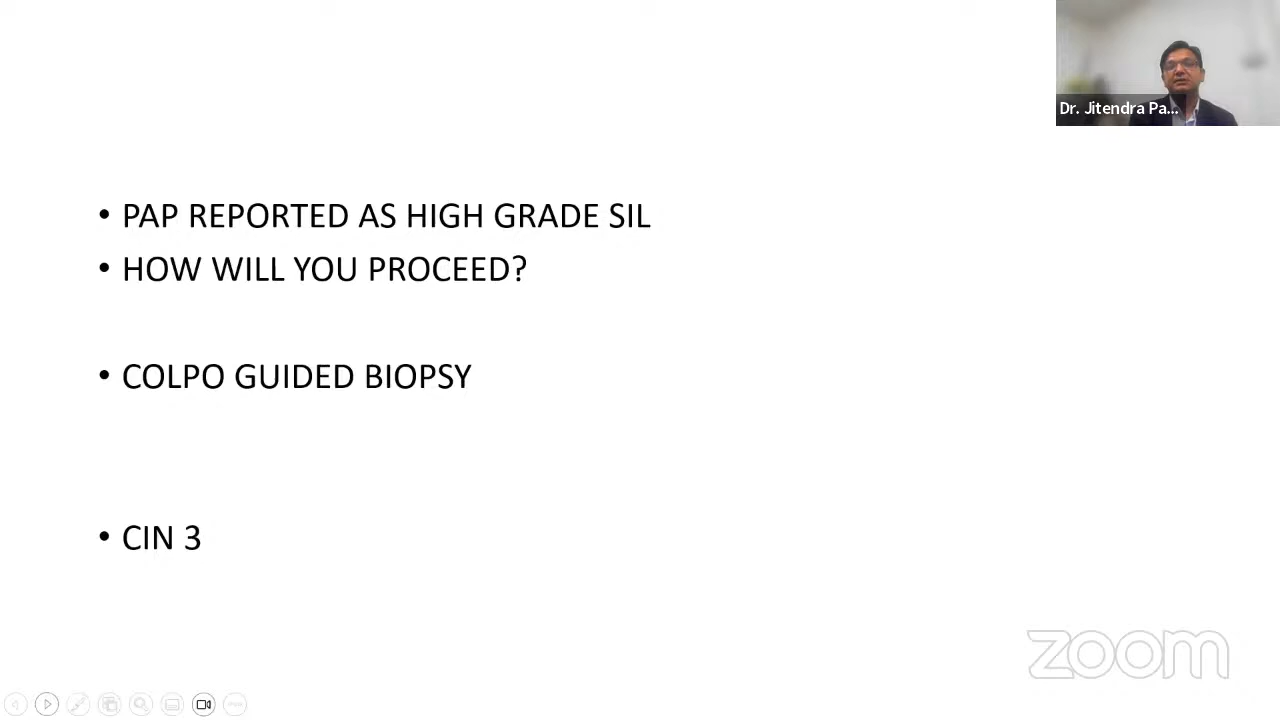 Dr. Jitendra Pa...
• PAP REPORTED AS HIGH GRADE SIL
• HOW WILL YOU PROCEED?
• COLPO GUIDED BIOPSY
• CIN 3
zoom